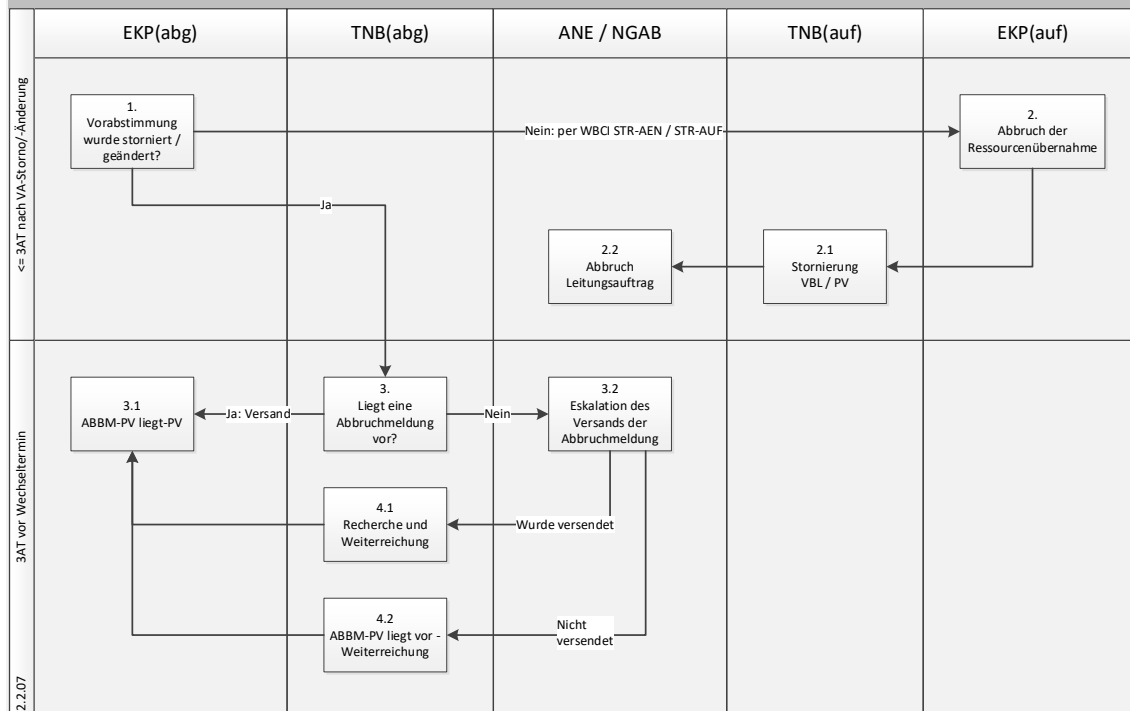 EKP(abg)
TNB(abg)
ANE / NGAB
TNB(auf)
EKP(auf)
<= 3AT nach VA-Storno/-Änderung
1.
Vorabstimmung
wurde storniert /
geändert?
Nein: per WBCI STR-AEN / STR-AUF
2.
Abbruch der
Ressourcenübernahme
Ja
2.2
Abbruch
Leitungsauftrag
2.1
Stornierung
VBL / PV
3AT vor Wechseltermin
3.1
ABBM-PV liegt-PV
Ja: Versand
3.
Liegt eine
Abbruchmeldung
vor?
Nein
3.2
Eskalation des
Versands der
Abbruchmeldung
4.1
Recherche und
Weiterreichung
Wurde versendet
4.2
ABBM-PV liegt vor -
Weiterreichung
Nicht
versendet
2.2.07